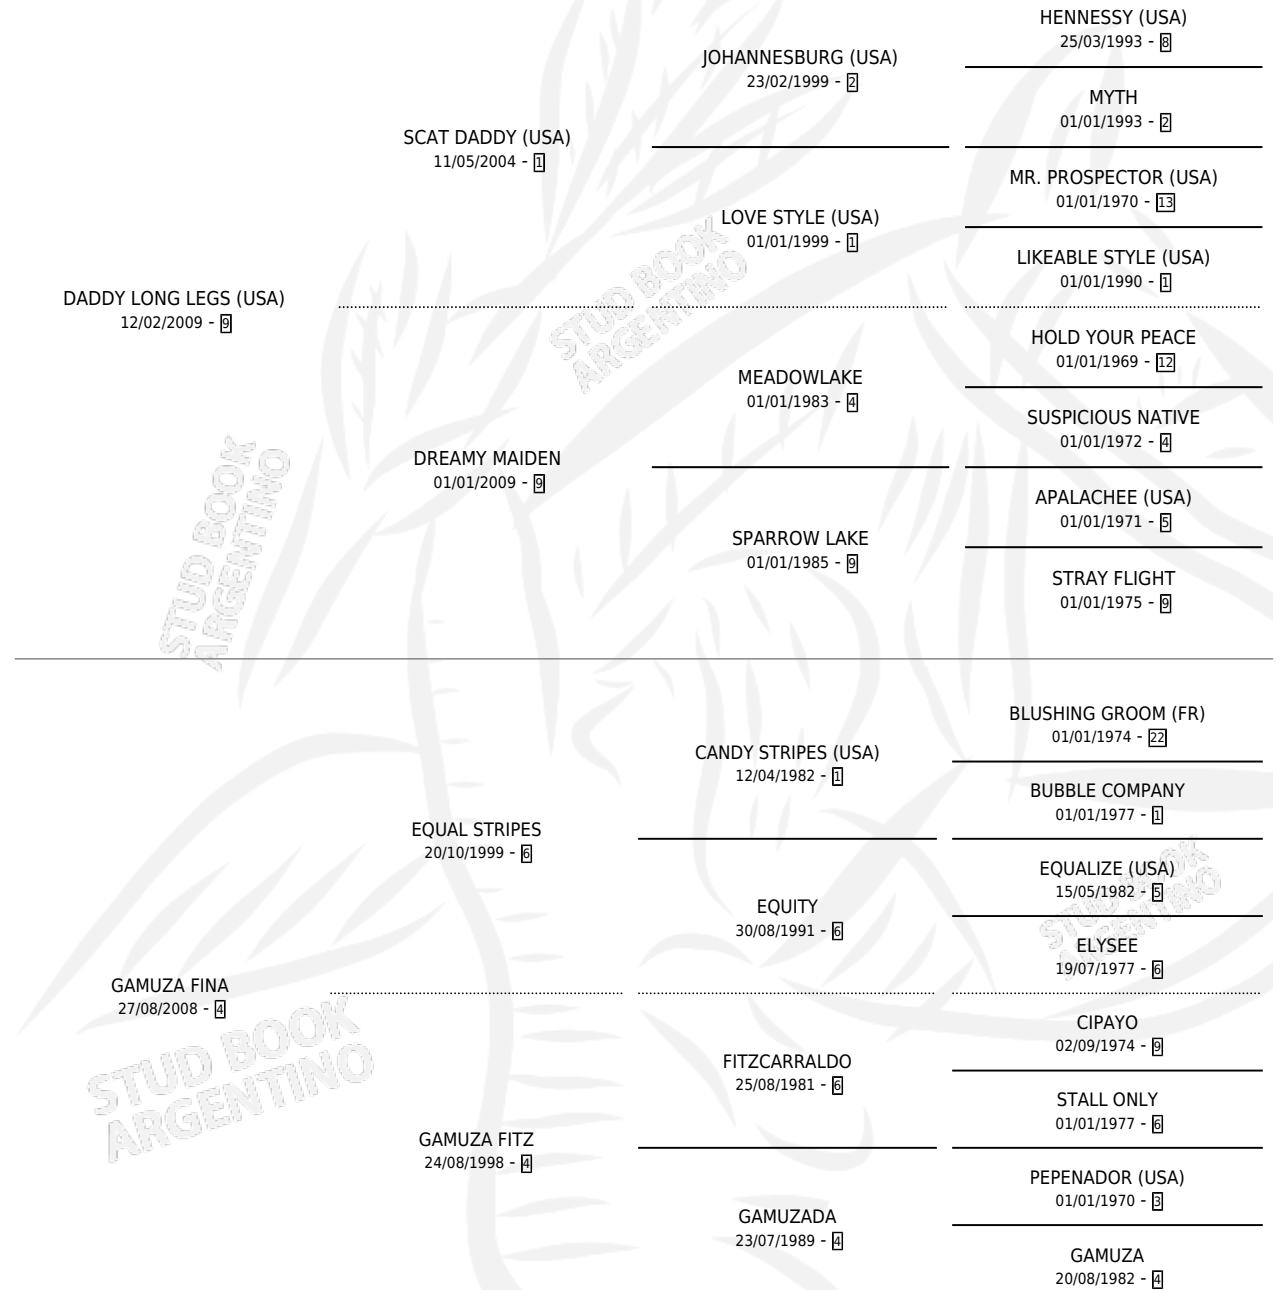 HENNESSY (USA)
25/03/1993 - 8
JOHANNESBURG (USA)
23/02/1999 - 2
MYTH
01/01/1993 - 2
SCAT DADDY (USA)
11/05/2004 - 1
MR. PROSPECTOR (USA)
01/01/1970 - 13
LOVE STYLE (USA)
01/01/1999 - 1
LIKEABLE STYLE (USA)
01/01/1990 - 1
STUD BOOK
ARGENTINO
DADDY LONG LEGS (USA)
12/02/2009 - 9
HOLD YOUR PEACE
01/01/1969 - 12
MEADOWLAKE
01/01/1983 - 4
SUSPICIOUS NATIVE
01/01/1972 - 4
DREAMY MAIDEN
01/01/2009 - 9
STUD BOOK
ARGENTINO
APALACHEE (USA)
01/01/1971 - 5
SPARROW LAKE
01/01/1985 - 9
STRAY FLIGHT
01/01/1975 - 9
BLUSHING GROOM (FR)
01/01/1974 - 22
CANDY STRIPES (USA)
12/04/1982 - 1
BUBBLE COMPANY
01/01/1977 - 1
EQUAL STRIPES
20/10/1999 - 6
EQUALIZE (USA)
15/05/1982 - 5
STUD BOOK
ARGENTINO
EQUITY
30/08/1991 - 6
ELYSEE
19/07/1977 - 6
GAMUZA FINA
27/08/2008 - 4
STUD BOOK
ARGENTINO
CIPAYO
02/09/1974 - 9
FITZCARRALDO
25/08/1981 - 6
STALL ONLY
01/01/1977 - 6
GAMUZA FITZ
24/08/1998 - 4
PEPENADOR (USA)
01/01/1970 - 3
GAMUZADA
23/07/1989 - 4
GAMUZA
20/08/1982 - 4